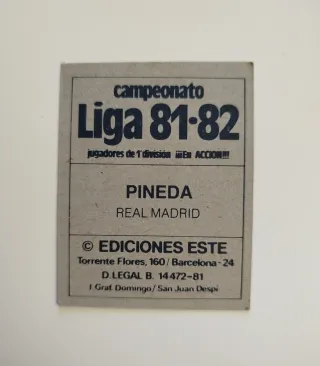 campeonato
Liga 81·82
jugadores de 1ª división ¡¡¡En ACCION!!!
PINEDA
REAL MADRID
© EDICIONES ESTE
Torrente Flores, 160/Barcelona-24
D. LEGAL B. 14472-81
I. Graf. Domingo/San Juan Despi